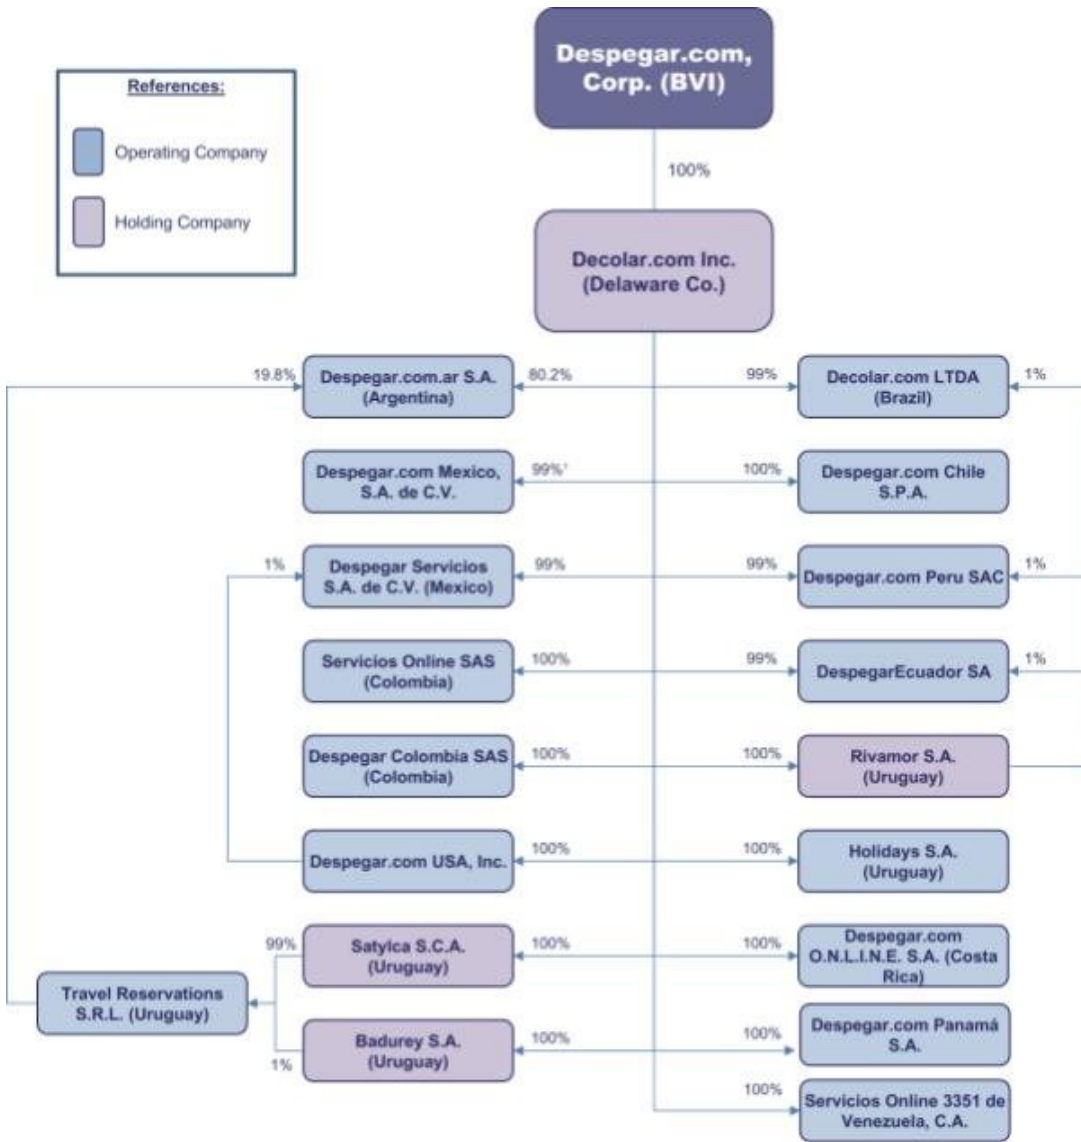 Despegar.com,
Corp. (BVI)
References:
Operating Company
Holding Company
100%
Decolar.com Inc.
(Delaware Co.)
19.8%
Despegar.com.ar S.A.
(Argentina)
80.2%
99%
Decolar.com LTDA
(Brazil)
1%
Despegar.com Mexico,
S.A. de C.V.
99%¹
100%
Despegar.com Chile
S.P.A.
1%
Despegar Servicios
S.A. de C.V. (Mexico)
99%
99%
Despegar.com Peru SAC
1%
Servicios Online SAS
(Colombia)
100%
99%
DespegarEcuador SA
1%
Despegar Colombia SAS
(Colombia)
100%
100%
Rivamor S.A.
(Uruguay)
Despegar.com USA, Inc.
100%
100%
Holidays S.A.
(Uruguay)
99%
Satylca S.C.A.
(Uruguay)
100%
100%
Despegar.com
O.N.L.I.N.E. S.A. (Costa
Rica)
Travel Reservations
S.R.L. (Uruguay)
1%
Badurey S.A.
(Uruguay)
100%
100%
Despegar.com Panamá
S.A.
100%
Servicios Online 3351 de
Venezuela, C.A.